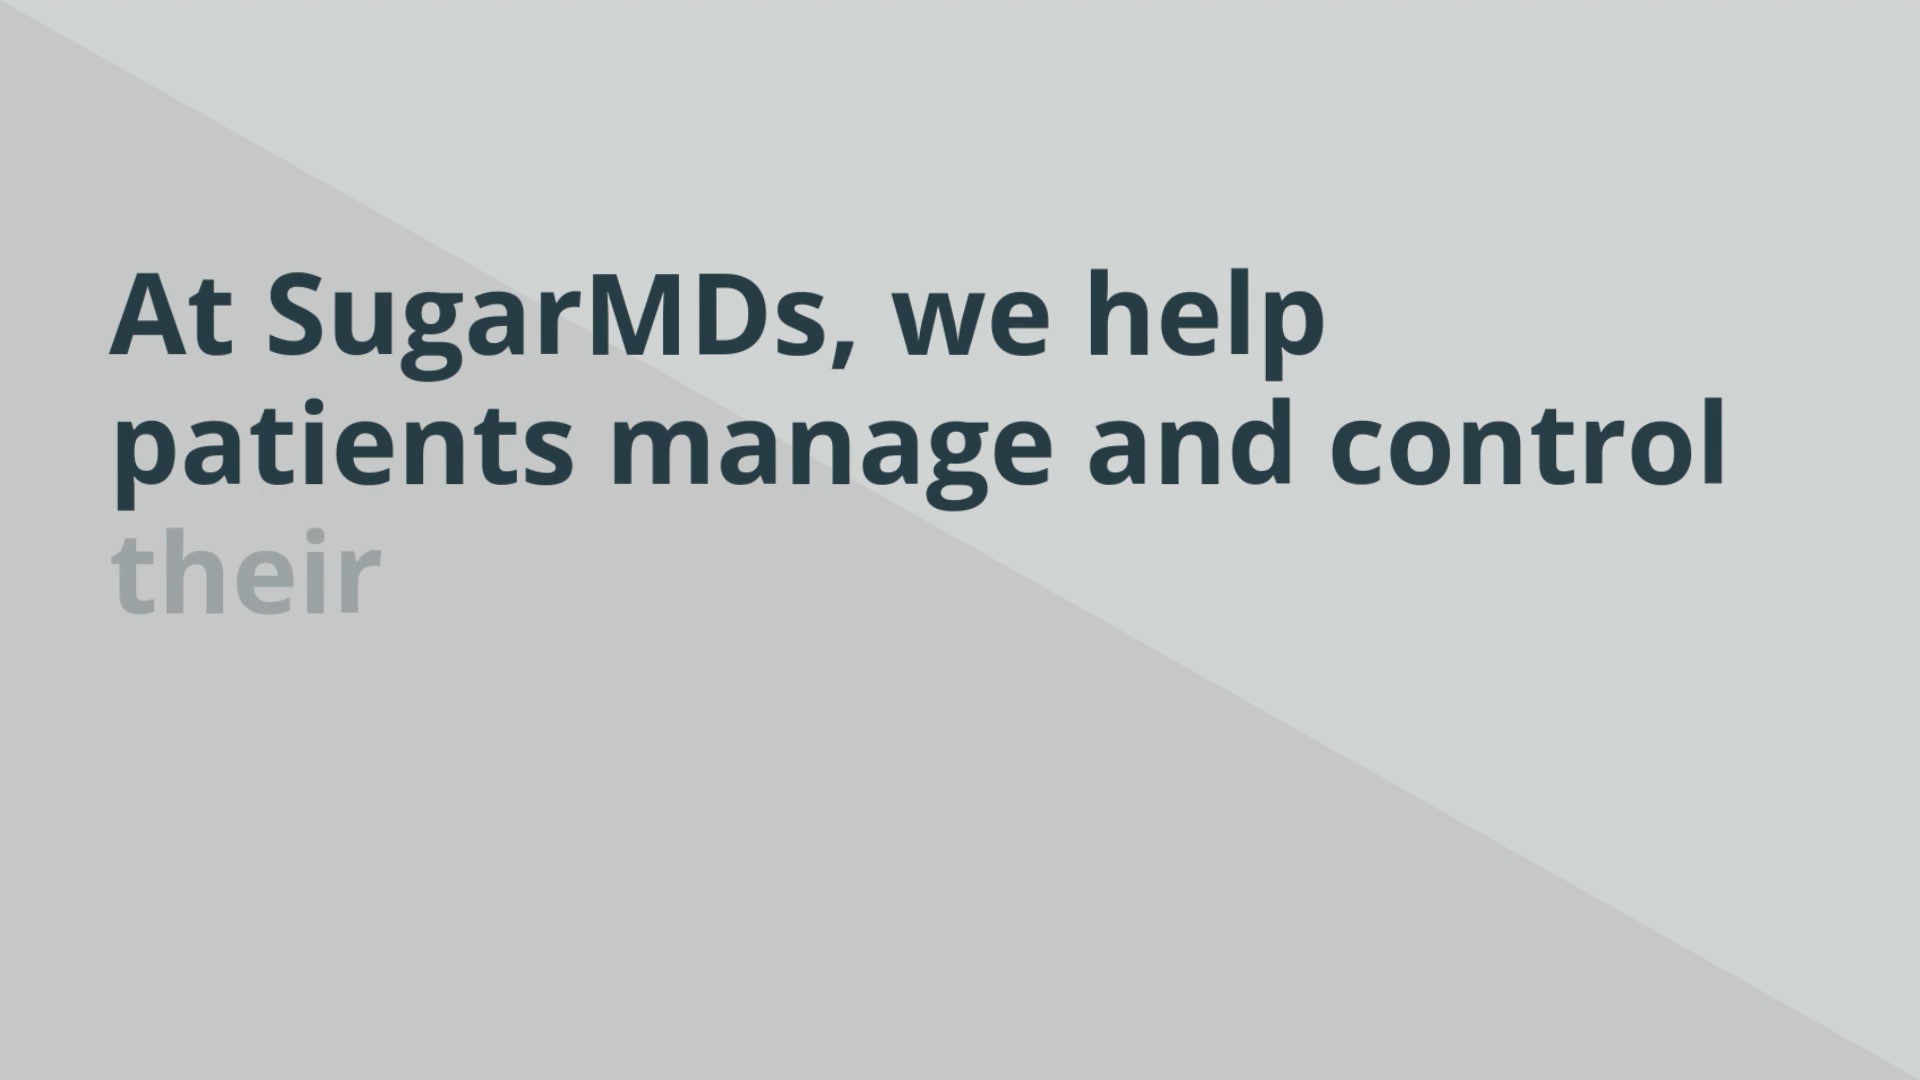 At SugarMDs, we help
patients manage and control
their